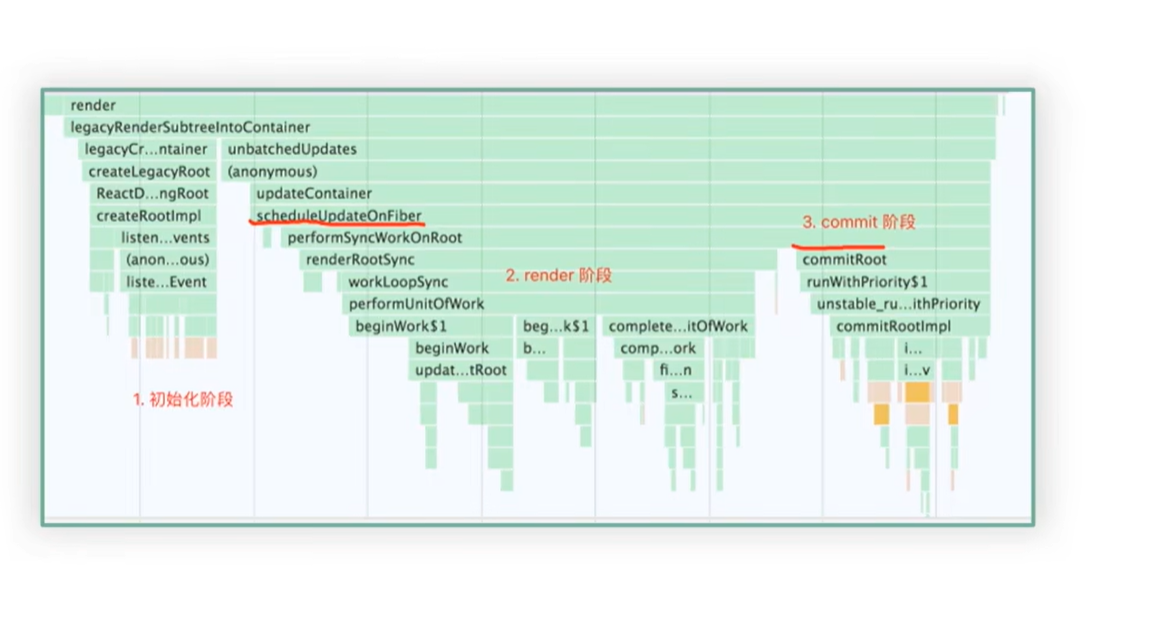 render
legacyRenderSubtreeIntoContainer
legacyCr...ntainer unbatchedUpdates
createLegacyRoot (anonymous)
ReactD...ngRoot updateContainer
createRootImpl scheduleUpdateOnFiber 3. commit 阶段
listen...vents performSyncWorkOnRoot
(anon...ous) renderRootSync commitRoot
liste...Event workLoopSync 2. render 阶段 runWithPriority$1
performUnitOfWork unstable_ru...ithPriority
beginWork$1 beg...k$1 complete...itOfWork commitRootImpl
beginWork b... comp...ork i...
updat...tRoot fi...n i...v
s...
1. 初始化阶段